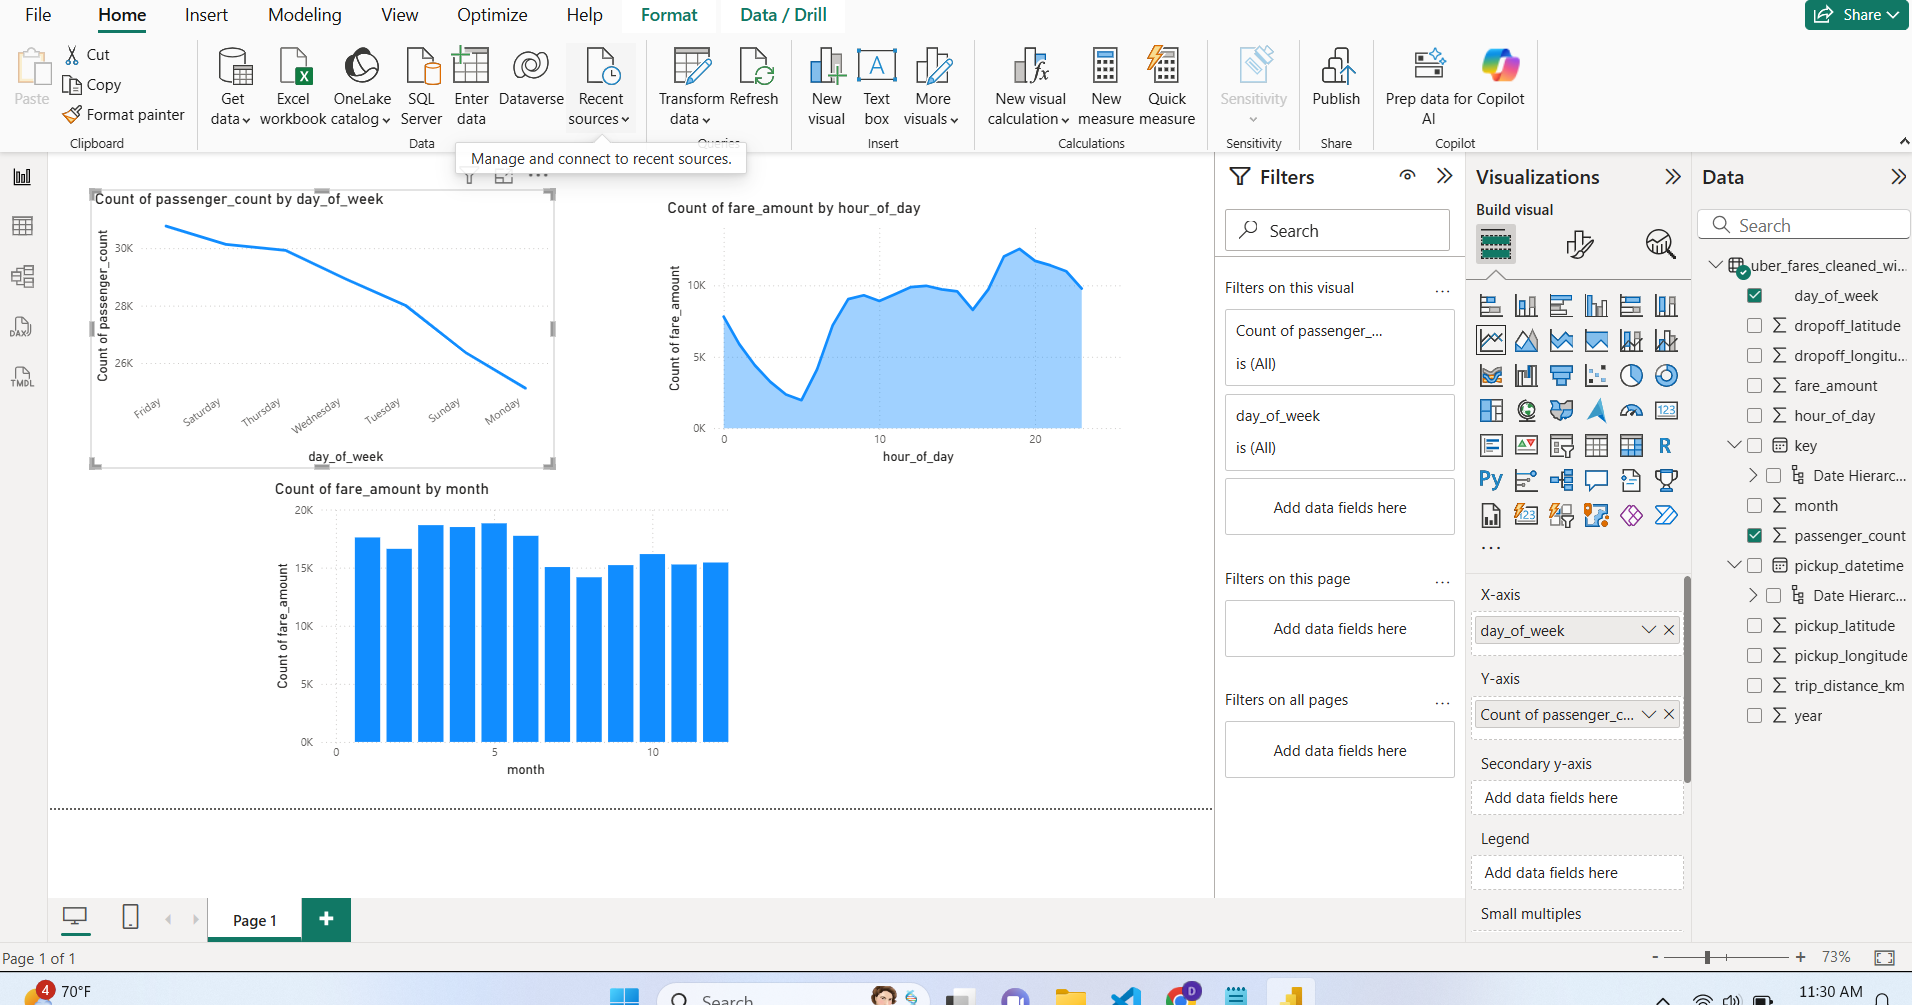 File Home Insert Modeling View Optimize Help Format Data / Drill Share
Paste
Cut
Copy
Format painter
Clipboard
Get data
Excel workbook
OneLake catalog
SQL Server
Enter data
Dataverse
Recent sources
Data
Transform data
Refresh
New visual
Text box
More visuals
Insert
New visual calculation
New measure
Quick measure
Calculations
Sensitivity
Sensitivity
Publish
Share
Prep data for AI
Copilot
Copilot
Manage and connect to recent sources.
Count of passenger_count by day_of_week
Count of passenger_count
30K
28K
26K
Friday Saturday Thursday Wednesday Tuesday Sunday Monday
day_of_week
Count of fare_amount by hour_of_day
Count of fare_amount
10K
5K
0K
0 10 20
hour_of_day
Count of fare_amount by month
Count of fare_amount
20K
15K
10K
5K
0K
0 5 10
month
DAX
TMDL
Filters
Search
Filters on this visual ...
Count of passenger_...
is (All)
day_of_week
is (All)
Add data fields here
Filters on this page ...
Add data fields here
Filters on all pages ...
Add data fields here
Visualizations
Build visual
123
R
Py
123
...
X-axis
day_of_week
Y-axis
Count of passenger_c...
Secondary y-axis
Add data fields here
Legend
Add data fields here
Small multiples
Data
Search
uber_fares_cleaned_wi...
day_of_week
dropoff_latitude
dropoff_longitu...
fare_amount
hour_of_day
key
Date Hierarc...
month
passenger_count
pickup_datetime
Date Hierarc...
pickup_latitude
pickup_longitude
trip_distance_km
year
Page 1
Page 1 of 1
- + 73%
4
70°F
Search
D
11:30 AM